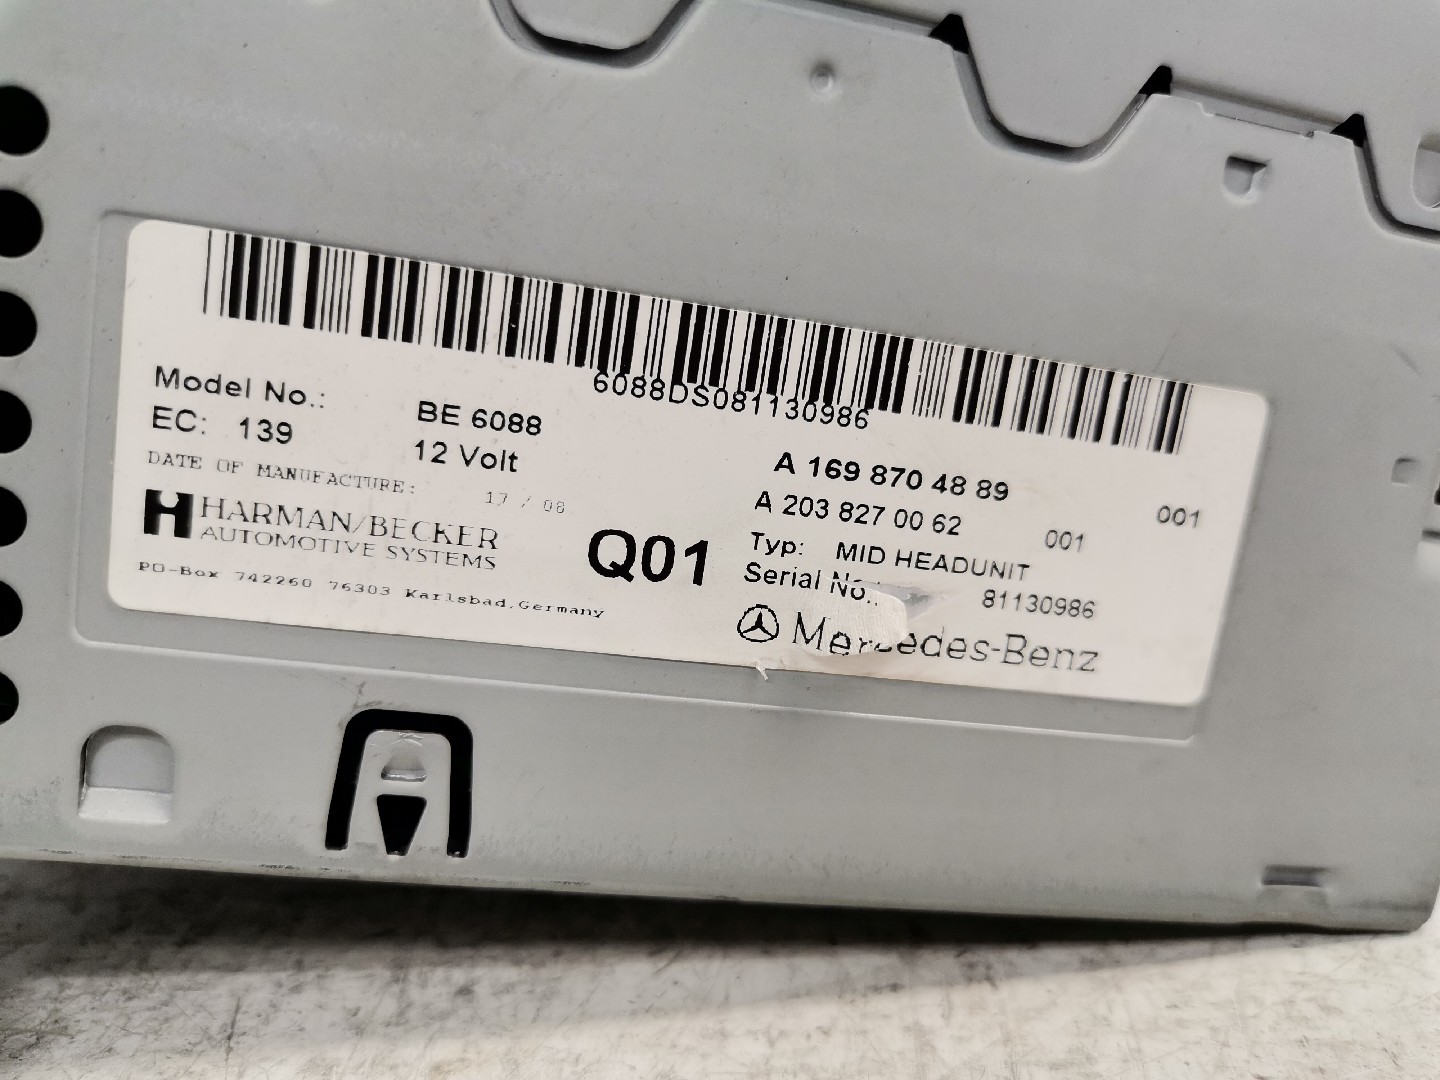 6088DS081130986
Model No.: BE 6088
EC: 139 12 Volt
DATE OF MANUFACTURE: 17 / 08
HARMAN/BECKER
AUTOMOTIVE SYSTEMS
PO-Box 742260 76303 Karlsbad,Germany
Q01
A 169 870 48 89 001
A 203 827 00 62 001
Typ: MID HEADUNIT
Serial No.: 81130986
Mercedes-Benz